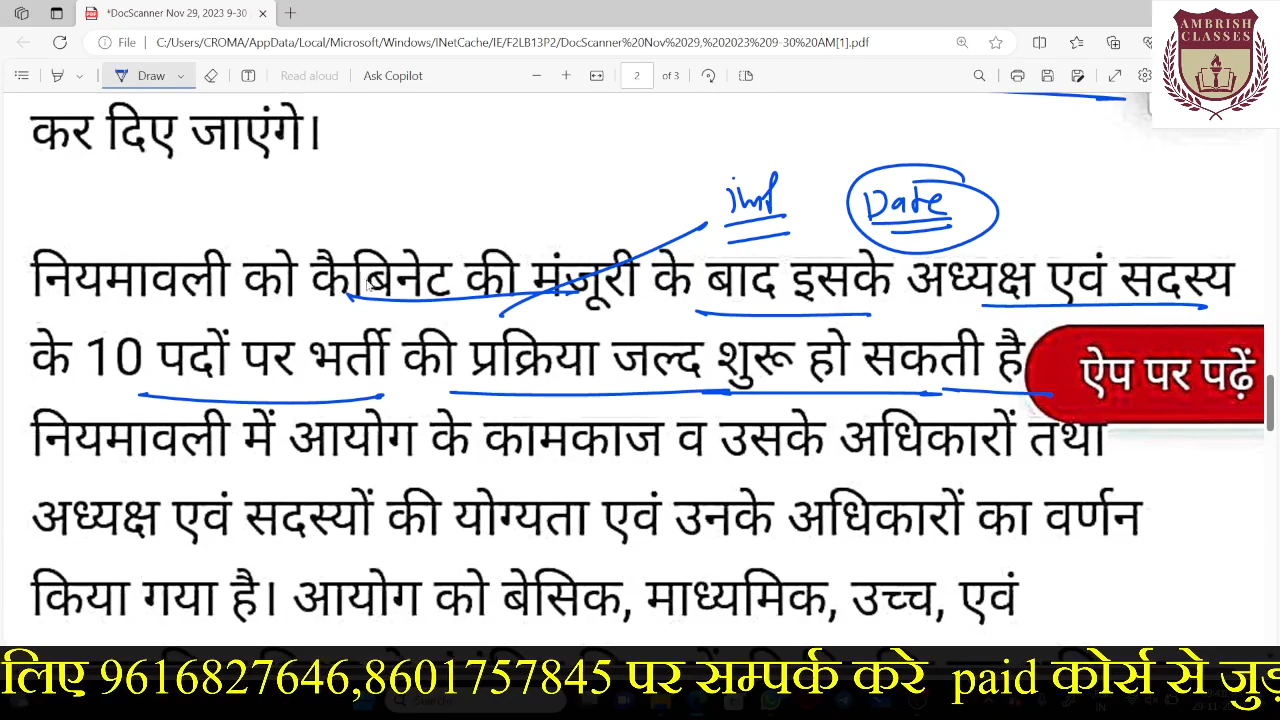 *DocScanner Nov 29, 2023 9-30
File C:/Users/CROMA/AppData/Local/Microsoft/Windows/INetCache/IE/F2LB13P2/DocScanner%20Nov%2029,%202023%209-30%20AM[1].pdf
Draw Read aloud Ask Copilot 2 of 3
AMBRISH
CLASSES
कर दिए जाएंगे।
imp Date
नियमावली को कैबिनेट की मंजूरी के बाद इसके अध्यक्ष एवं सदस्य
के 10 पदों पर भर्ती की प्रक्रिया जल्द शुरू हो सकती है
ऐप पर पढ़ें
नियमावली में आयोग के कामकाज व उसके अधिकारों तथा
अध्यक्ष एवं सदस्यों की योग्यता एवं उनके अधिकारों का वर्णन
किया गया है। आयोग को बेसिक, माध्यमिक, उच्च, एवं
लिए 9616827646,8601757845 पर सम्पर्क करे paid कोर्स से जुड़